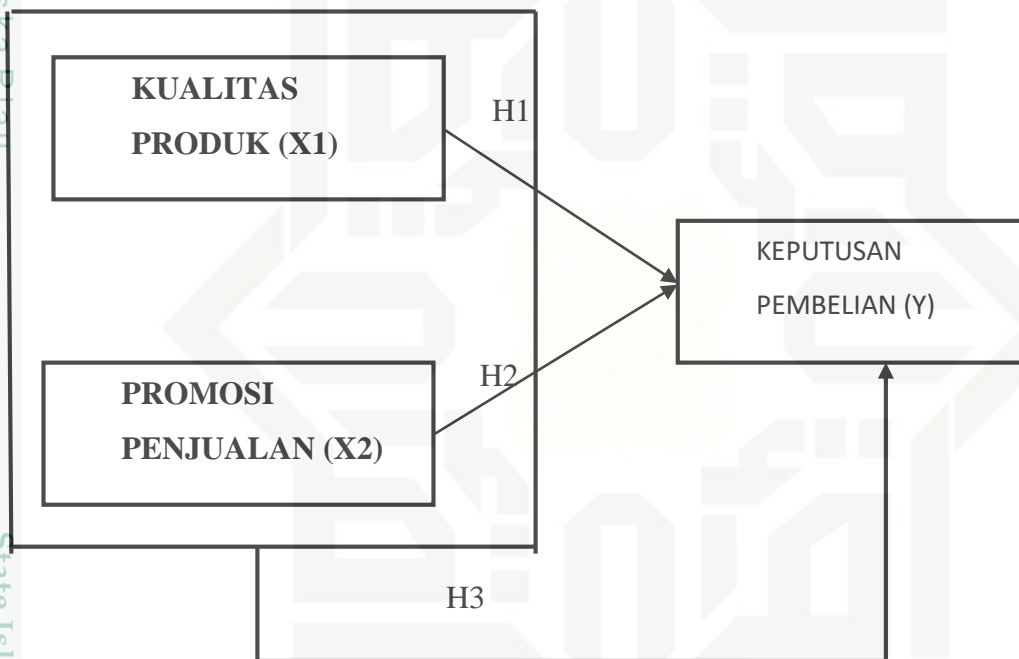 KUALITAS
PRODUK (X1)
H1
KEPUTUSAN
PEMBELIAN (Y)
H2
PROMOSI
PENJUALAN (X2)
H3